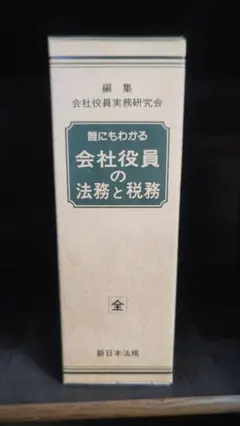 編集
会社役員実務研究会
誰にもわかる
会社役員
の
法務と税務
全
新日本法規